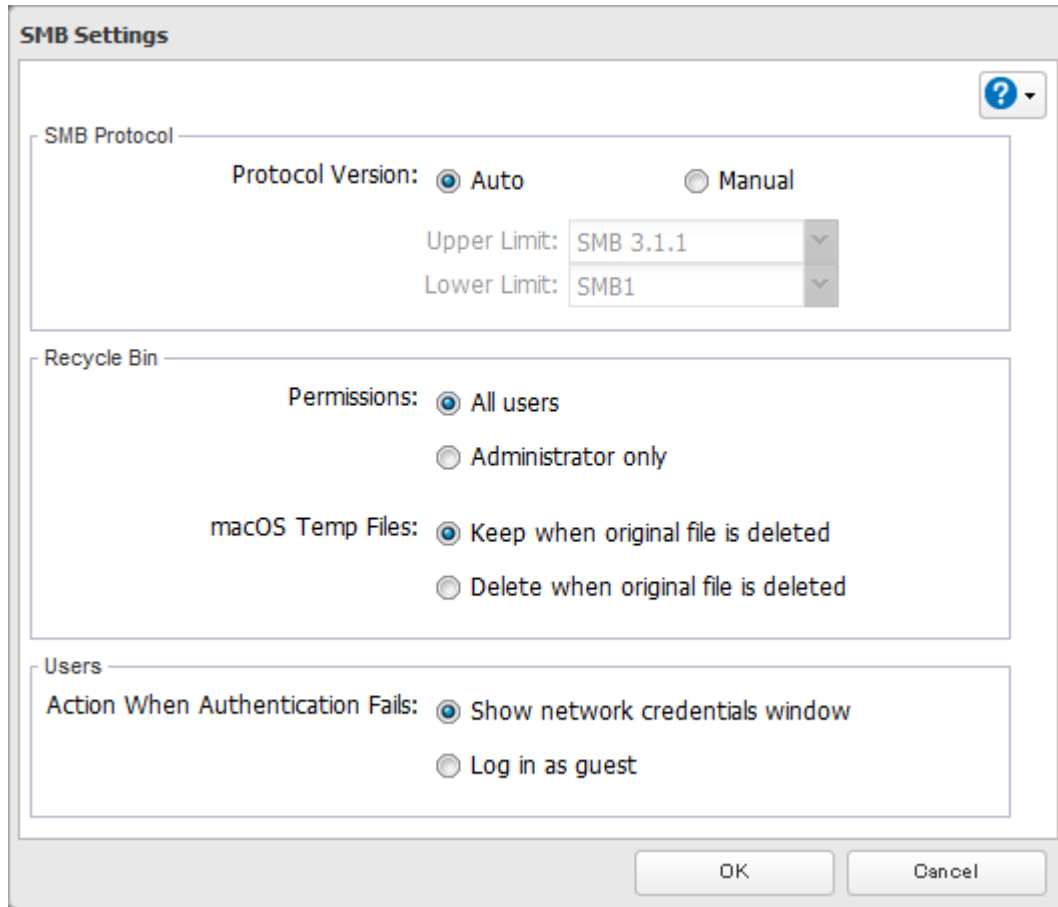 SMB Settings
?
SMB Protocol
Protocol Version: Auto Manual
Upper Limit: SMB 3.1.1
Lower Limit: SMB1
Recycle Bin
Permissions: All users
Administrator only
macOS Temp Files: Keep when original file is deleted
Delete when original file is deleted
Users
Action When Authentication Fails: Show network credentials window
Log in as guest
OK Cancel